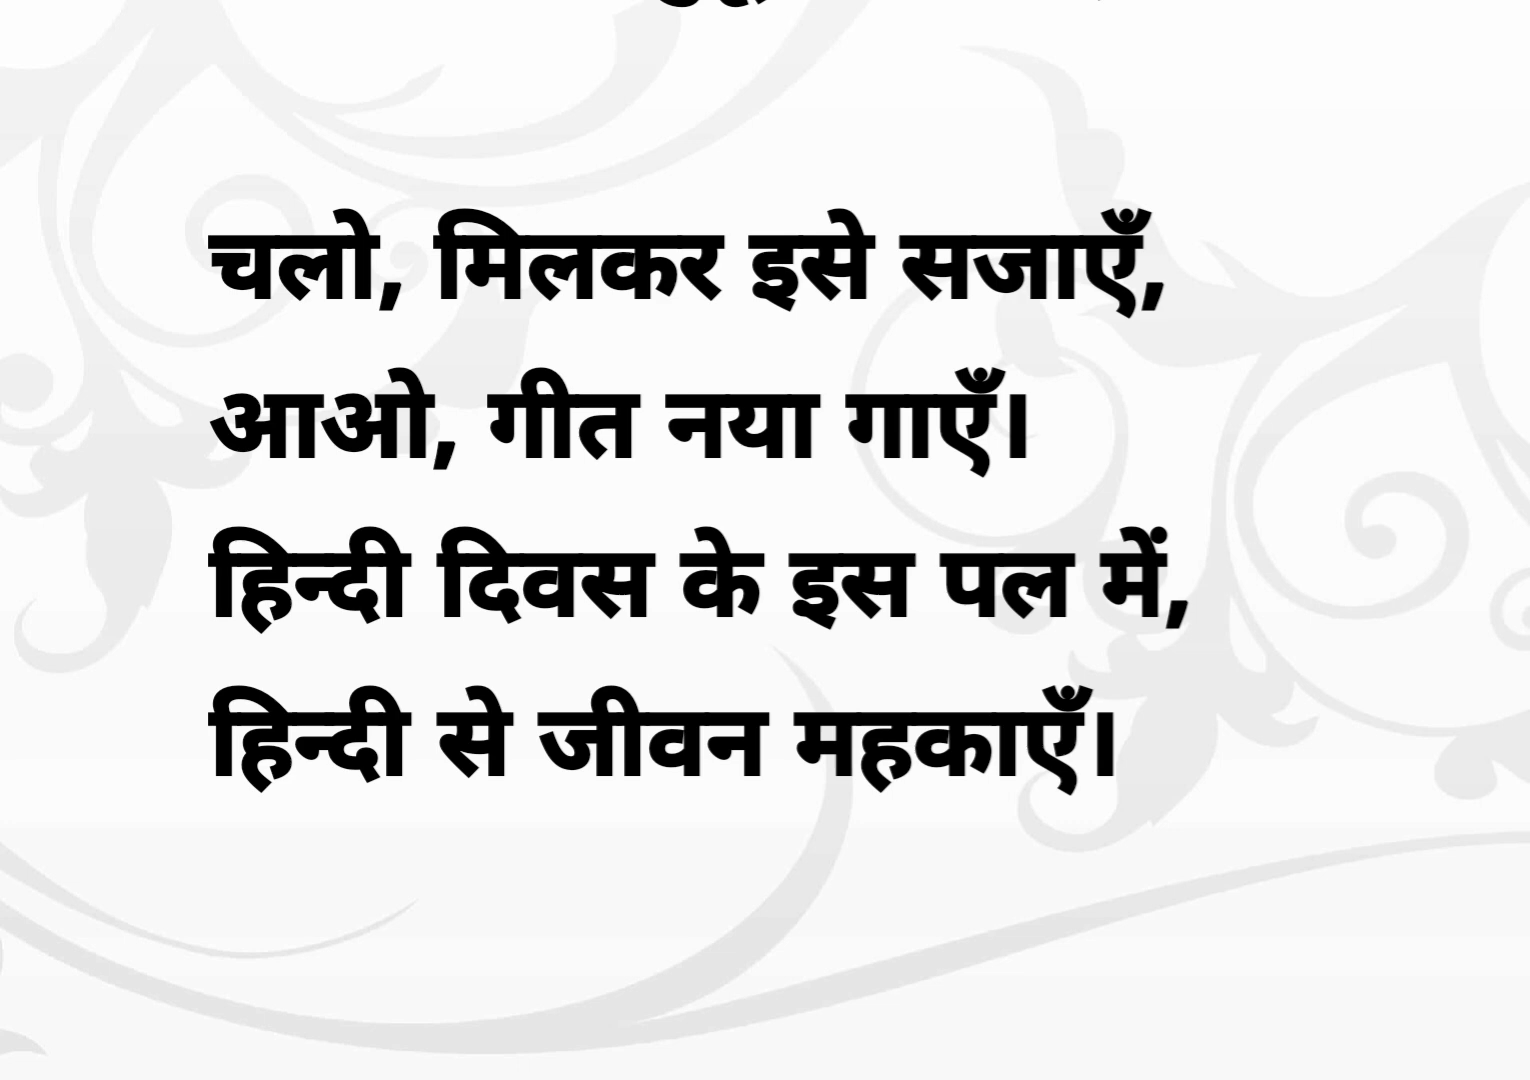 चलो, मिलकर इसे सजाएँ,
आओ, गीत नया गाएँ।
हिन्दी दिवस के इस पल में,
हिन्दी से जीवन महकाएँ।